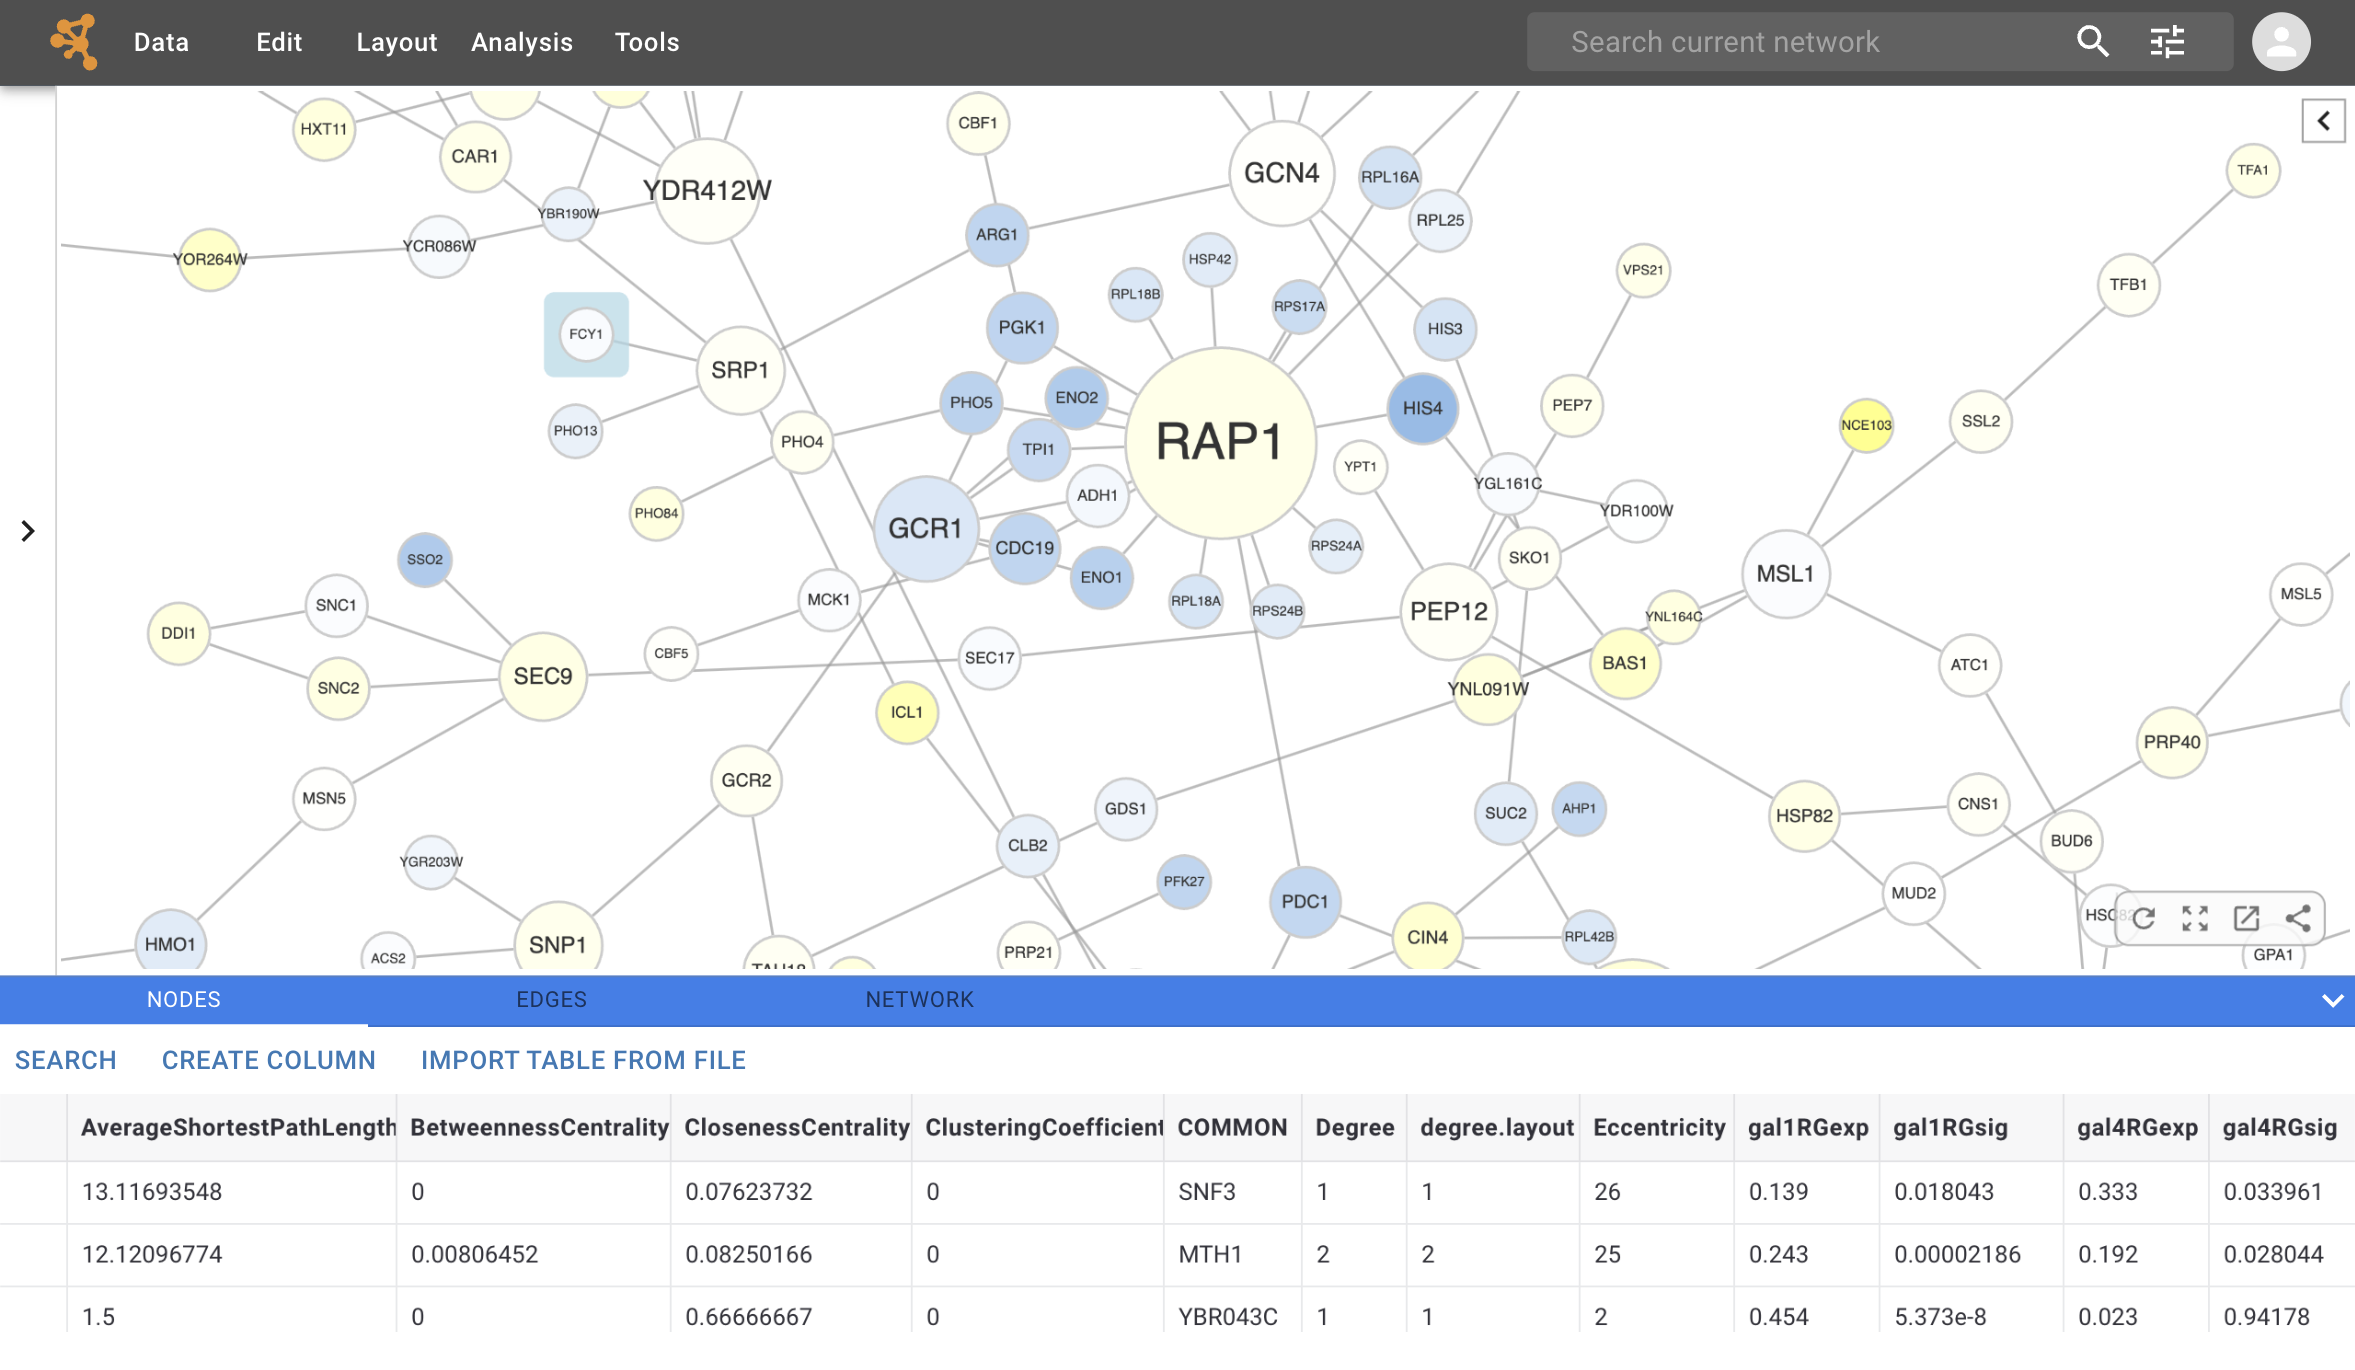 Data Edit Layout Analysis Tools Search current network
HXT11
CAR1
CBF1
YDR412W
GCN4
RPL16A
TFA1
YBR190W
RPL25
YOR264W
YCR086W
ARG1
HSP42
VPS21
RPL18B
RPS17A
TFB1
FCY1
PGK1
HIS3
SRP1
PHO5
ENO2
HIS4
PEP7
NCE103
SSL2
PHO13
PHO4
TPI1
RAP1
YPT1
YGL161C
ADH1
PHO84
GCR1
YDR100W
CDC19
RPS24A
SKO1
SSO2
ENO1
MSL1
SNC1
MCK1
RPL18A
RPS24B
PEP12
YNL164C
MSL5
DDI1
CBF5
SEC17
BAS1
ATC1
SEC9
SNC2
YNL091W
ICL1
PRP40
GCR2
MSN5
GDS1
SUC2
AHP1
HSP82
CNS1
CLB2
BUD6
YGR203W
PFK27
PDC1
MUD2
HSC82
HMO1
SNP1
CIN4
RPL42B
ACS2
PRP21
GPA1
NODES EDGES NETWORK
SEARCH CREATE COLUMN IMPORT TABLE FROM FILE
AverageShortestPathLength BetweennessCentrality ClosenessCentrality ClusteringCoefficient COMMON Degree degree.layout Eccentricity gal1RGexp gal1RGsig gal4RGexp gal4RGsig
13.11693548 0 0.07623732 0 SNF3 1 1 26 0.139 0.018043 0.333 0.033961
12.12096774 0.00806452 0.08250166 0 MTH1 2 2 25 0.243 0.00002186 0.192 0.028044
1.5 0 0.66666667 0 YBR043C 1 1 2 0.454 5.373e-8 0.023 0.94178